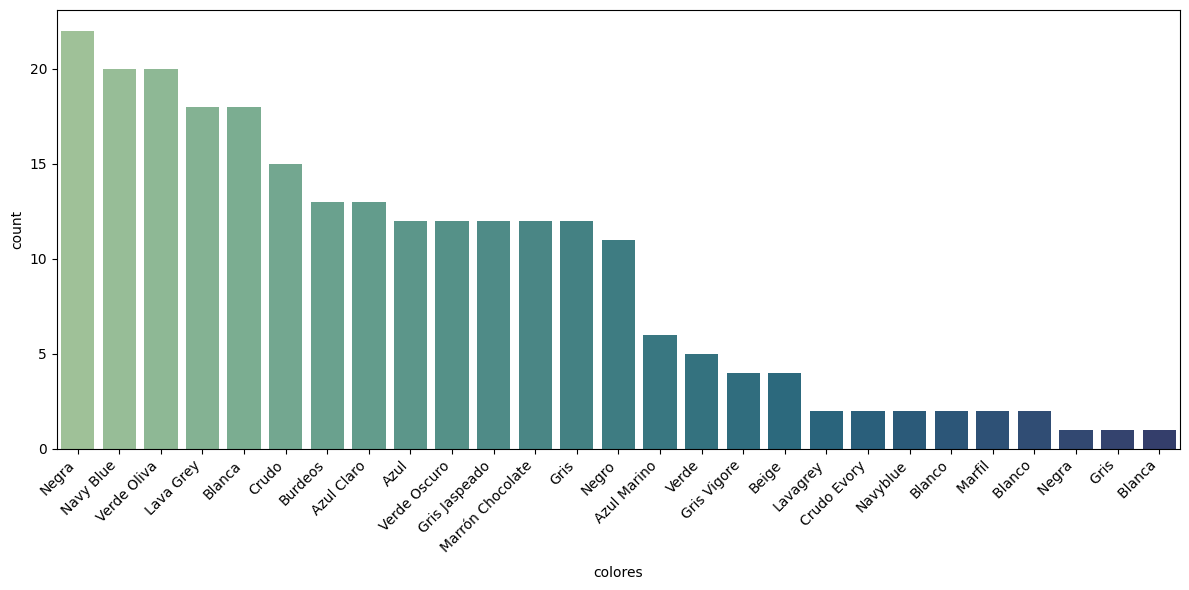 count
20
15
10
5
0
Negra
Navy Blue
Verde Oliva
Lava Grey
Blanca
Crudo
Burdeos
Azul Claro
Azul
Verde Oscuro
Gris Jaspeado
Marrón Chocolate
Gris
Negro
Azul Marino
Verde
Gris Vigore
Beige
Lavagrey
Crudo Evory
Navyblue
Blanco
Marfil
Blanco
Negra
Gris
Blanca
colores